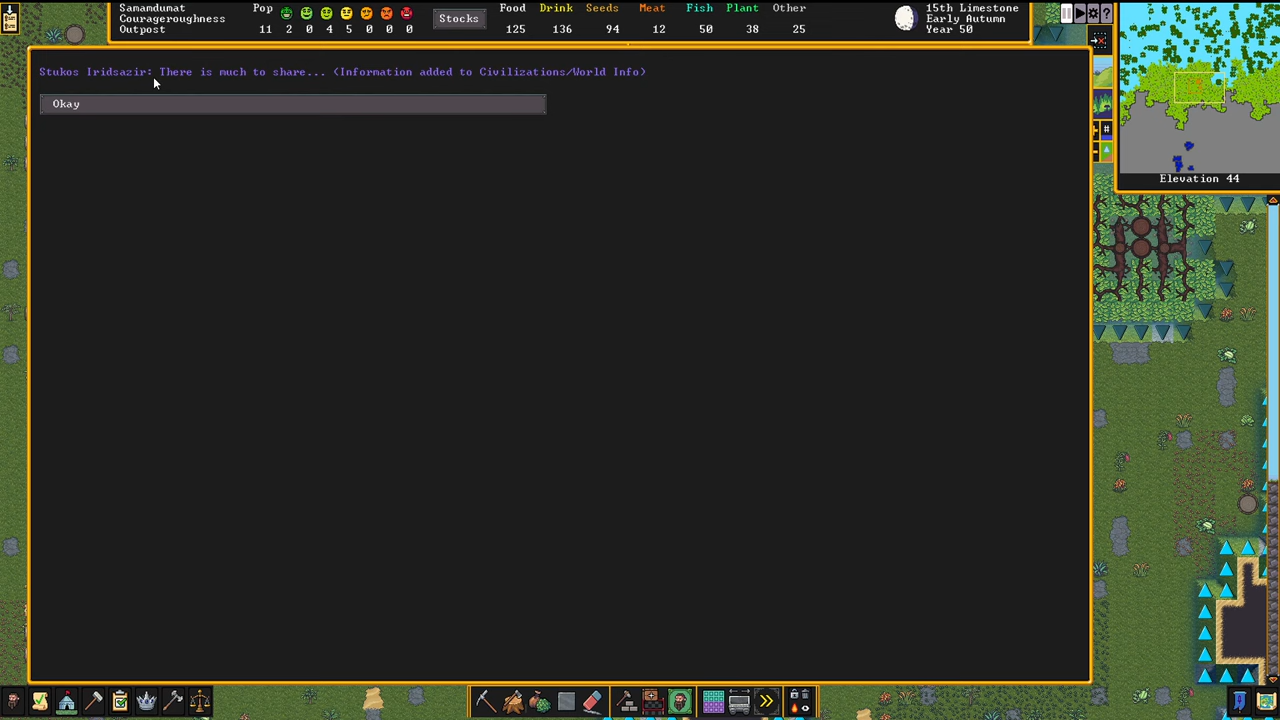 Samandumat
Courageroughness
Outpost
Pop
11 2 0 4 5 0 0 0
Stocks
Food Drink Seeds Meat Fish Plant Other
125 136 94 12 50 38 25
15th Limestone
Early Autumn
Year 50
Stukos Iridsazir: There is much to share... (Information added to Civilizations/World Info)
Okay
Elevation 44